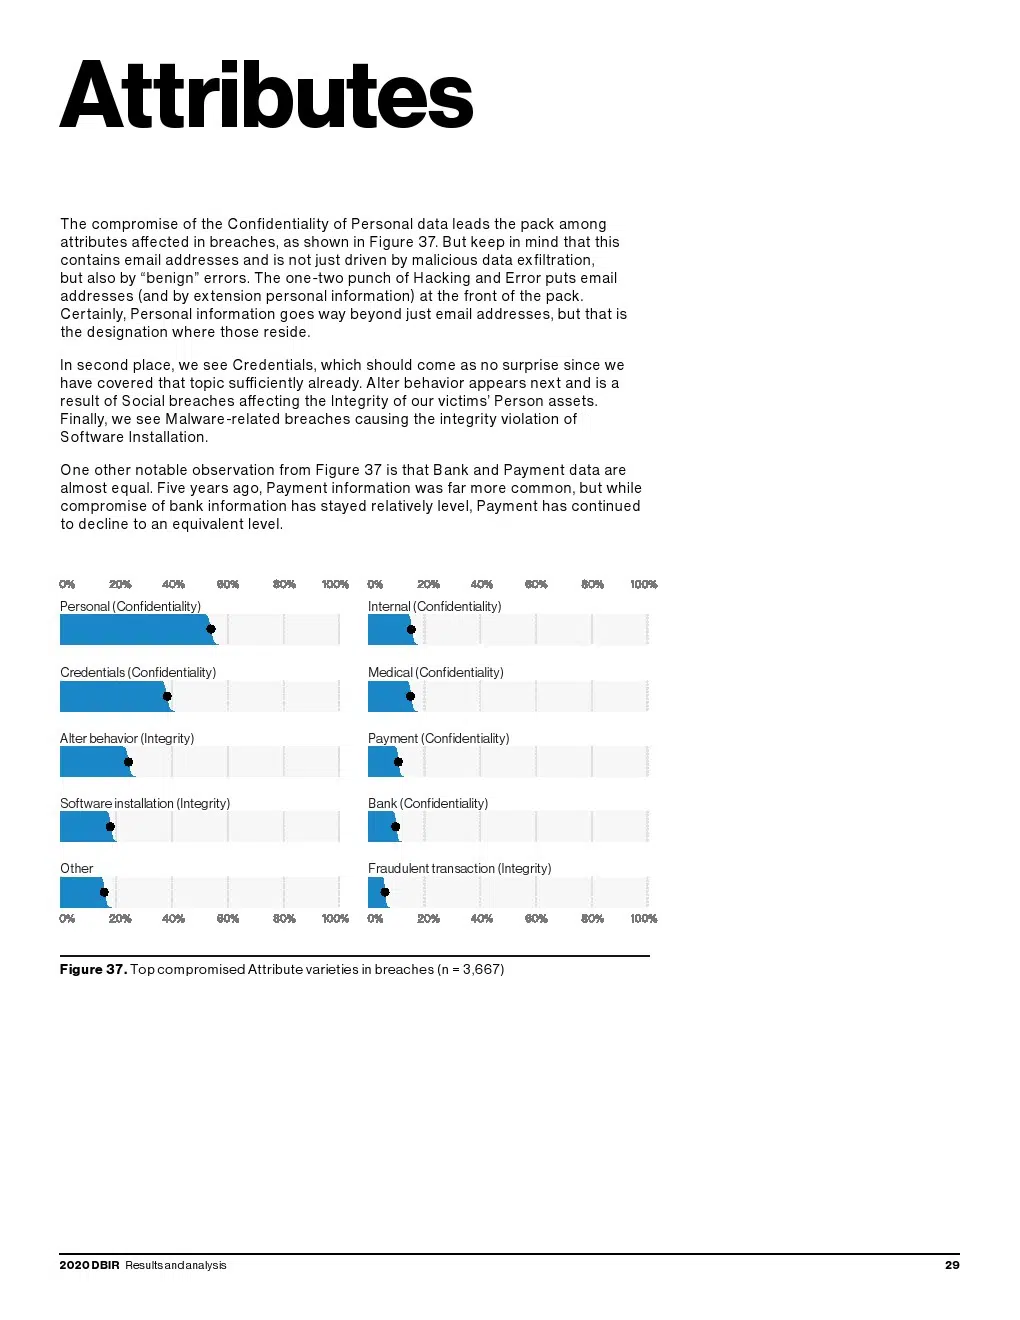 Attributes
The compromise of the Confidentiality of Personal data leads the pack among
attributes affected in breaches, as shown in Figure 37. But keep in mind that this
contains email addresses and is not just driven by malicious data exfiltration,
but also by “benign” errors. The one-two punch of Hacking and Error puts email
addresses (and by extension personal information) at the front of the pack.
Certainly, Personal information goes way beyond just email addresses, but that is
the designation where those reside.
In second place, we see Credentials, which should come as no surprise since we
have covered that topic sufficiently already. Alter behavior appears next and is a
result of Social breaches affecting the Integrity of our victims’ Person assets.
Finally, we see Malware-related breaches causing the integrity violation of
Software Installation.
One other notable observation from Figure 37 is that Bank and Payment data are
almost equal. Five years ago, Payment information was far more common, but while
compromise of bank information has stayed relatively level, Payment has continued
to decline to an equivalent level.
0% 20% 40% 60% 80% 100%
Personal (Confidentiality)
Credentials (Confidentiality)
Alter behavior (Integrity)
Software installation (Integrity)
Other
0% 20% 40% 60% 80% 100%
0% 20% 40% 60% 80% 100%
Internal (Confidentiality)
Medical (Confidentiality)
Payment (Confidentiality)
Bank (Confidentiality)
Fraudulent transaction (Integrity)
0% 20% 40% 60% 80% 100%
Figure 37. Top compromised Attribute varieties in breaches (n = 3,667)
2020 DBIR Results and analysis
29